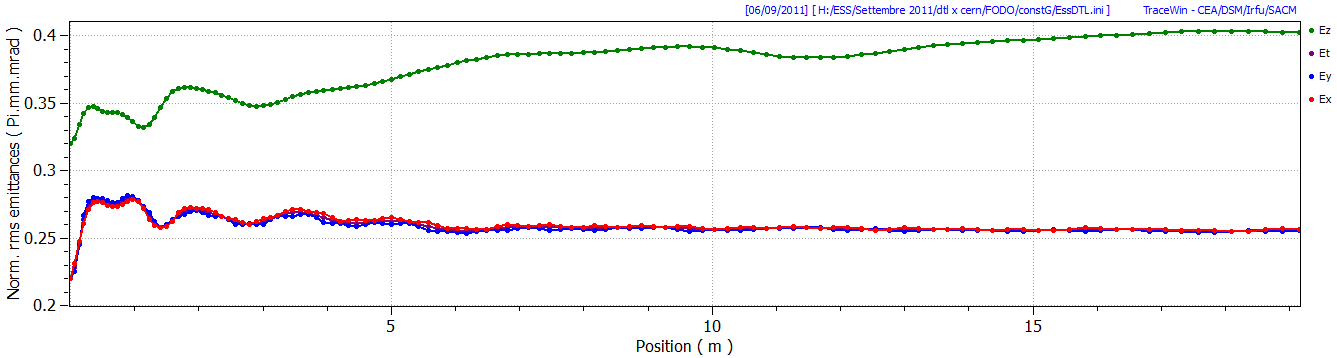 [06/09/2011] [ H:/ESS/Settembre 2011/dtl x cern/FODO/constG/EssDTL.ini ] TraceWin - CEA/DSM/Irfu/SACM
Norm. rms emittances ( Pi.mm.mrad )
0.4
0.35
0.3
0.25
0.2
5 10 15
Position ( m )
Ez
Et
Ey
Ex